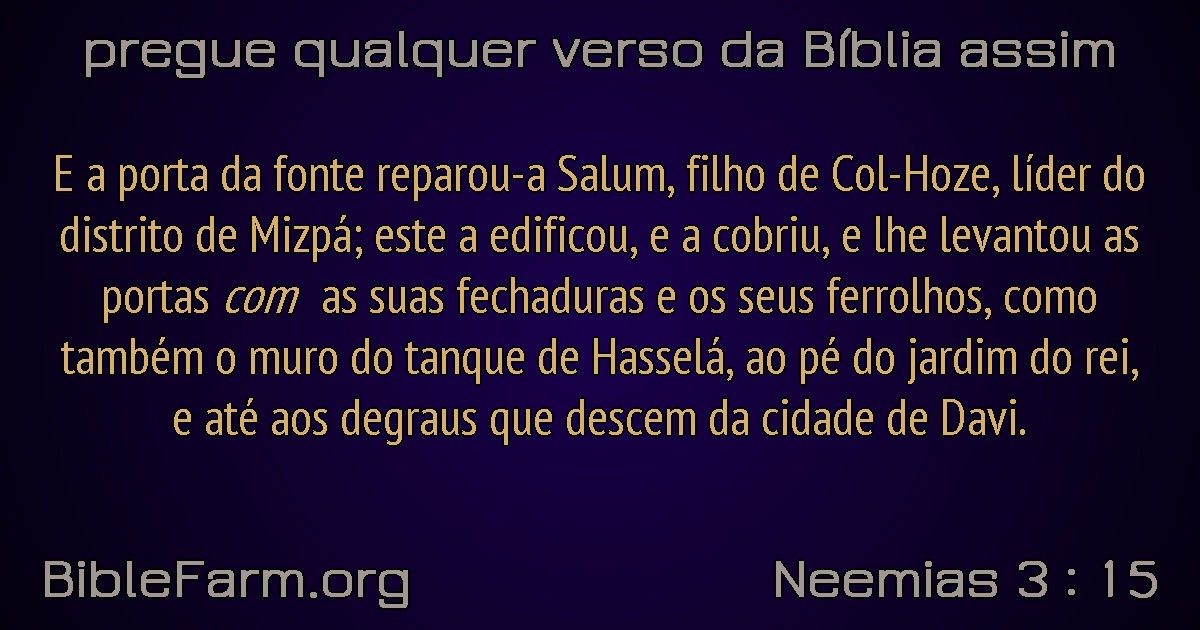 pregue qualquer verso da Bíblia assim
E a porta da fonte reparou-a Salum, filho de Col-Hoze, líder do
distrito de Mizpá; este a edificou, e a cobriu, e lhe levantou as
portas com as suas fechaduras e os seus ferrolhos, como
também o muro do tanque de Hasselá, ao pé do jardim do rei,
e até aos degraus que descem da cidade de Davi.
BibleFarm.org
Neemias 3 : 15